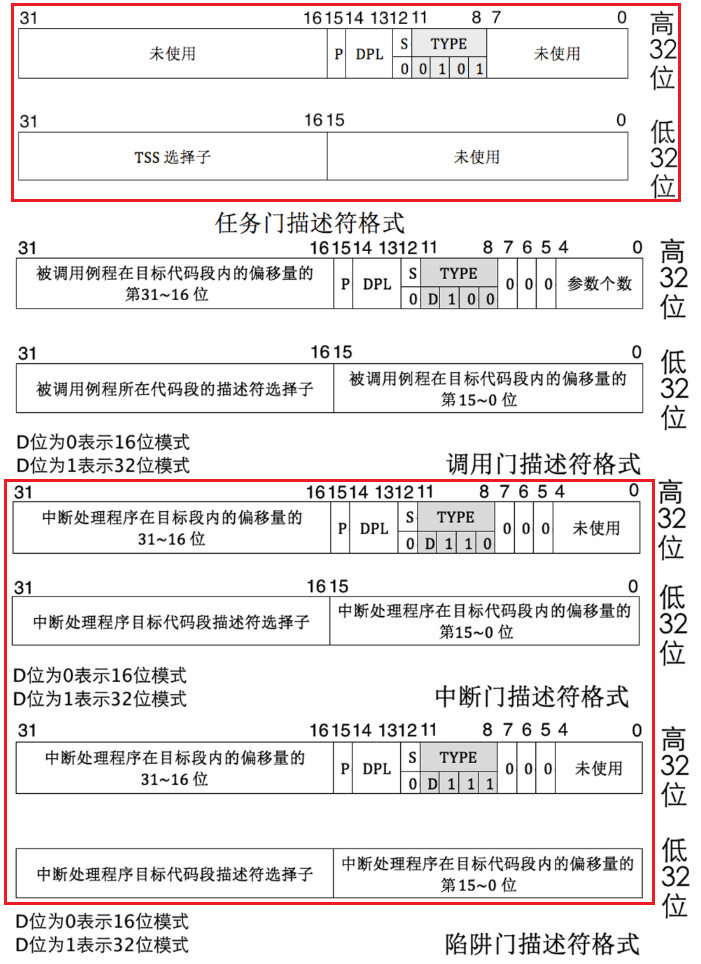 31 16 15 14 13 12 11 8 7 0
未使用 P DPL S TYPE 未使用
0 0 1 0 1
高32位
31 16 15 0
TSS 选择子 未使用
低32位
任务门描述符格式
31 16 15 14 13 12 11 8 7 6 5 4 0
被调用例程在目标代码段内的偏移量的 P DPL S TYPE 0 0 0 参数个数
第31~16 位 0 D 1 0 0
高32位
31 16 15 0
被调用例程所在代码段的描述符选择子 被调用例程在目标代码段内的偏移量的
第15~0 位
低32位
D位为0表示16位模式
D位为1表示32位模式
调用门描述符格式
31 16 15 14 13 12 11 8 7 6 5 4 0
中断处理程序在目标段内的偏移量的 P DPL S TYPE 0 0 0 未使用
31~16 位 0 D 1 1 0
高32位
31 16 15 0
中断处理程序目标代码段描述符选择子 中断处理程序在目标代码段内的偏移量的
第15~0 位
低32位
D位为0表示16位模式
D位为1表示32位模式
中断门描述符格式
31 16 15 14 13 12 11 8 7 6 5 4 0
中断处理程序在目标段内的偏移量的 P DPL S TYPE 0 0 0 未使用
31~16 位 0 D 1 1 1
高32位
中断处理程序目标代码段描述符选择子 中断处理程序在目标代码段内的偏移量的
第15~0 位
低32位
D位为0表示16位模式
D位为1表示32位模式
陷阱门描述符格式